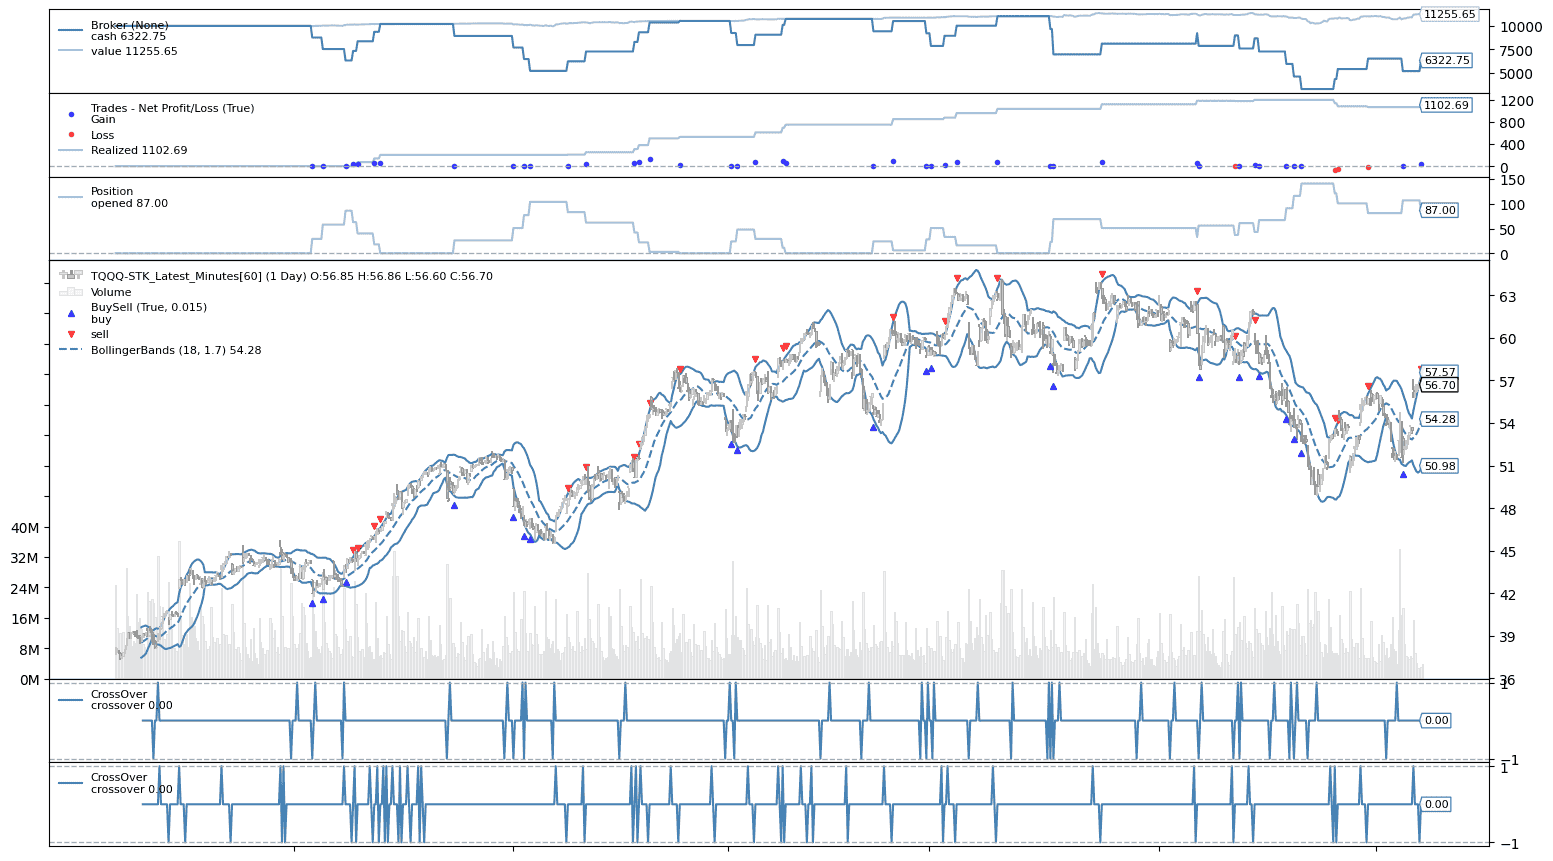 Broker (None)
cash 6322.75
value 11255.65
11255.65
10000
7500
6322.75
5000
Trades - Net Profit/Loss (True)
Gain
Loss
Realized 1102.69
1200
1102.69
800
400
0
Position
opened 87.00
150
100
87.00
50
0
TQQQ-STK_Latest_Minutes[60] (1 Day) O:56.85 H:56.86 L:56.60 C:56.70
Volume
BuySell (True, 0.015)
buy
sell
BollingerBands (18, 1.7) 54.28
63
60
57.57
57
56.70
54.28
54
50.98
51
48
45
42
39
36
40M
32M
24M
16M
8M
0M
CrossOver
crossover 0.00
1
0.00
−1
CrossOver
crossover 0.00
1
0.00
−1